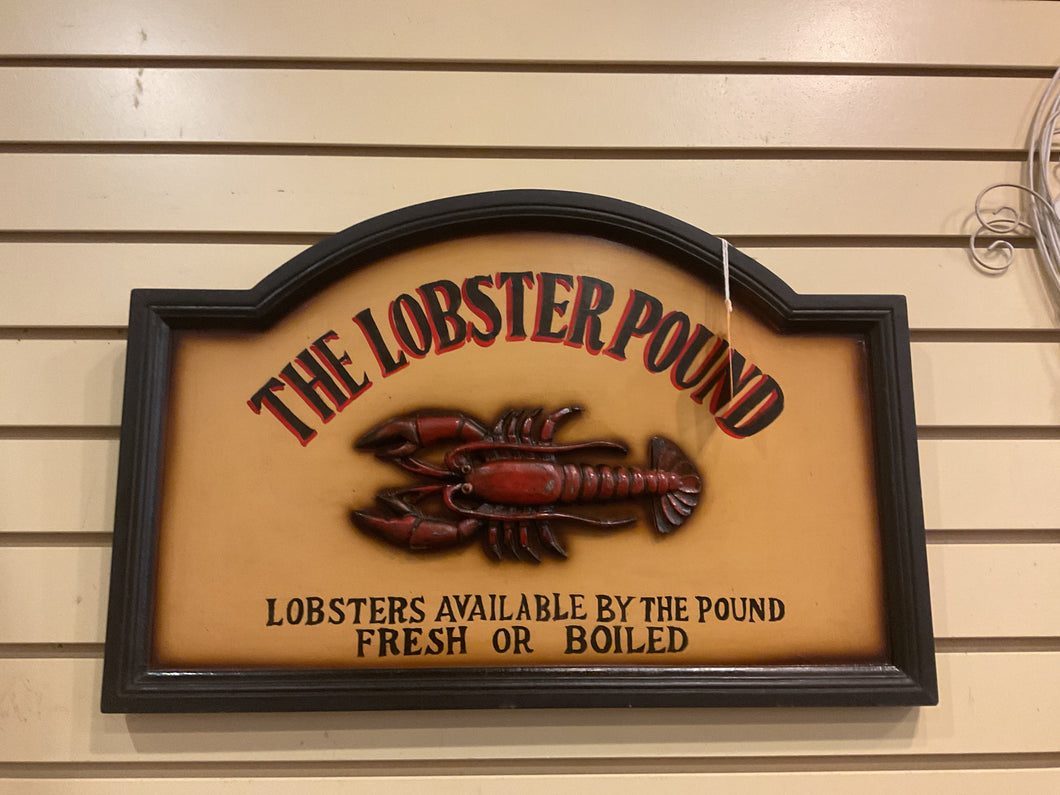 THE LOBSTER POUND
LOBSTERS AVAILABLE BY THE POUND
FRESH OR BOILED